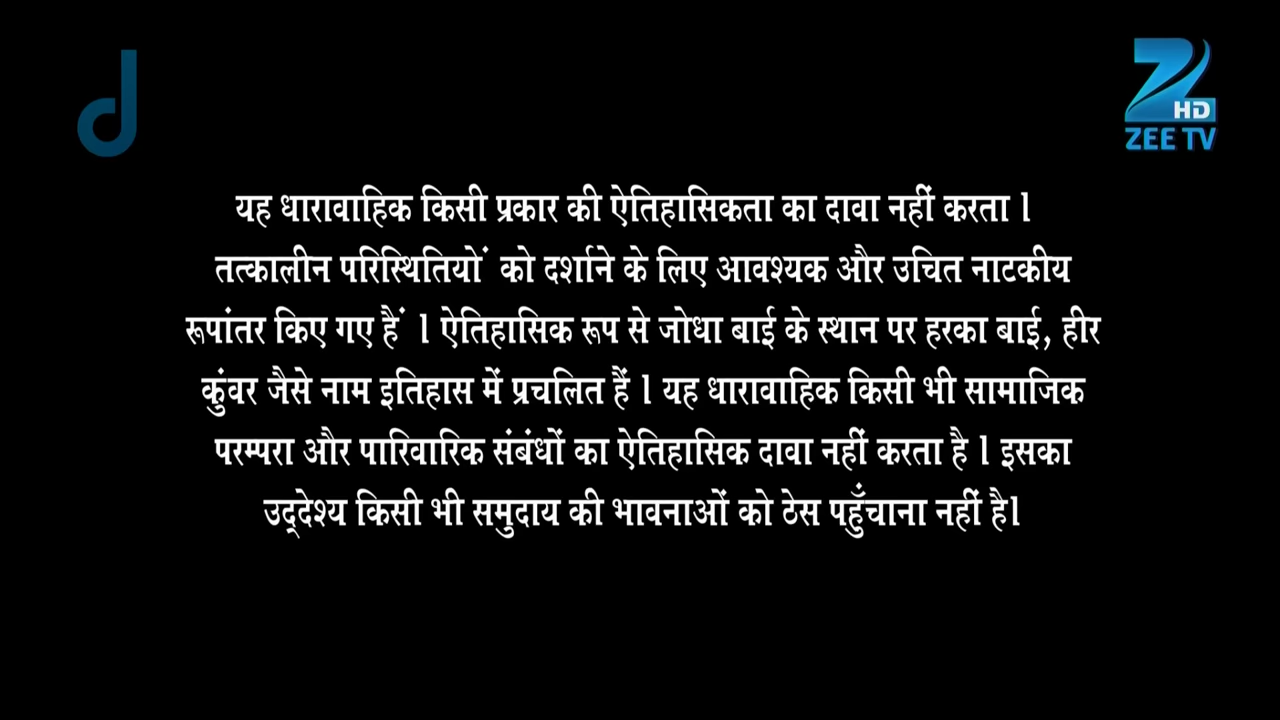 HD
ZEE TV
यह धारावाहिक किसी प्रकार की ऐतिहासिकता का दावा नहीं करता l
तत्कालीन परिस्थितियों को दर्शाने के लिए आवश्यक और उचित नाटकीय
रूपांतर किए गए हैं l ऐतिहासिक रूप से जोधा बाई के स्थान पर हरका बाई, हीर
कुंवर जैसे नाम इतिहास में प्रचलित हैं l यह धारावाहिक किसी भी सामाजिक
परम्परा और पारिवारिक संबंधों का ऐतिहासिक दावा नहीं करता है l इसका
उद्देश्य किसी भी समुदाय की भावनाओं को ठेस पहुँचाना नहीं है।